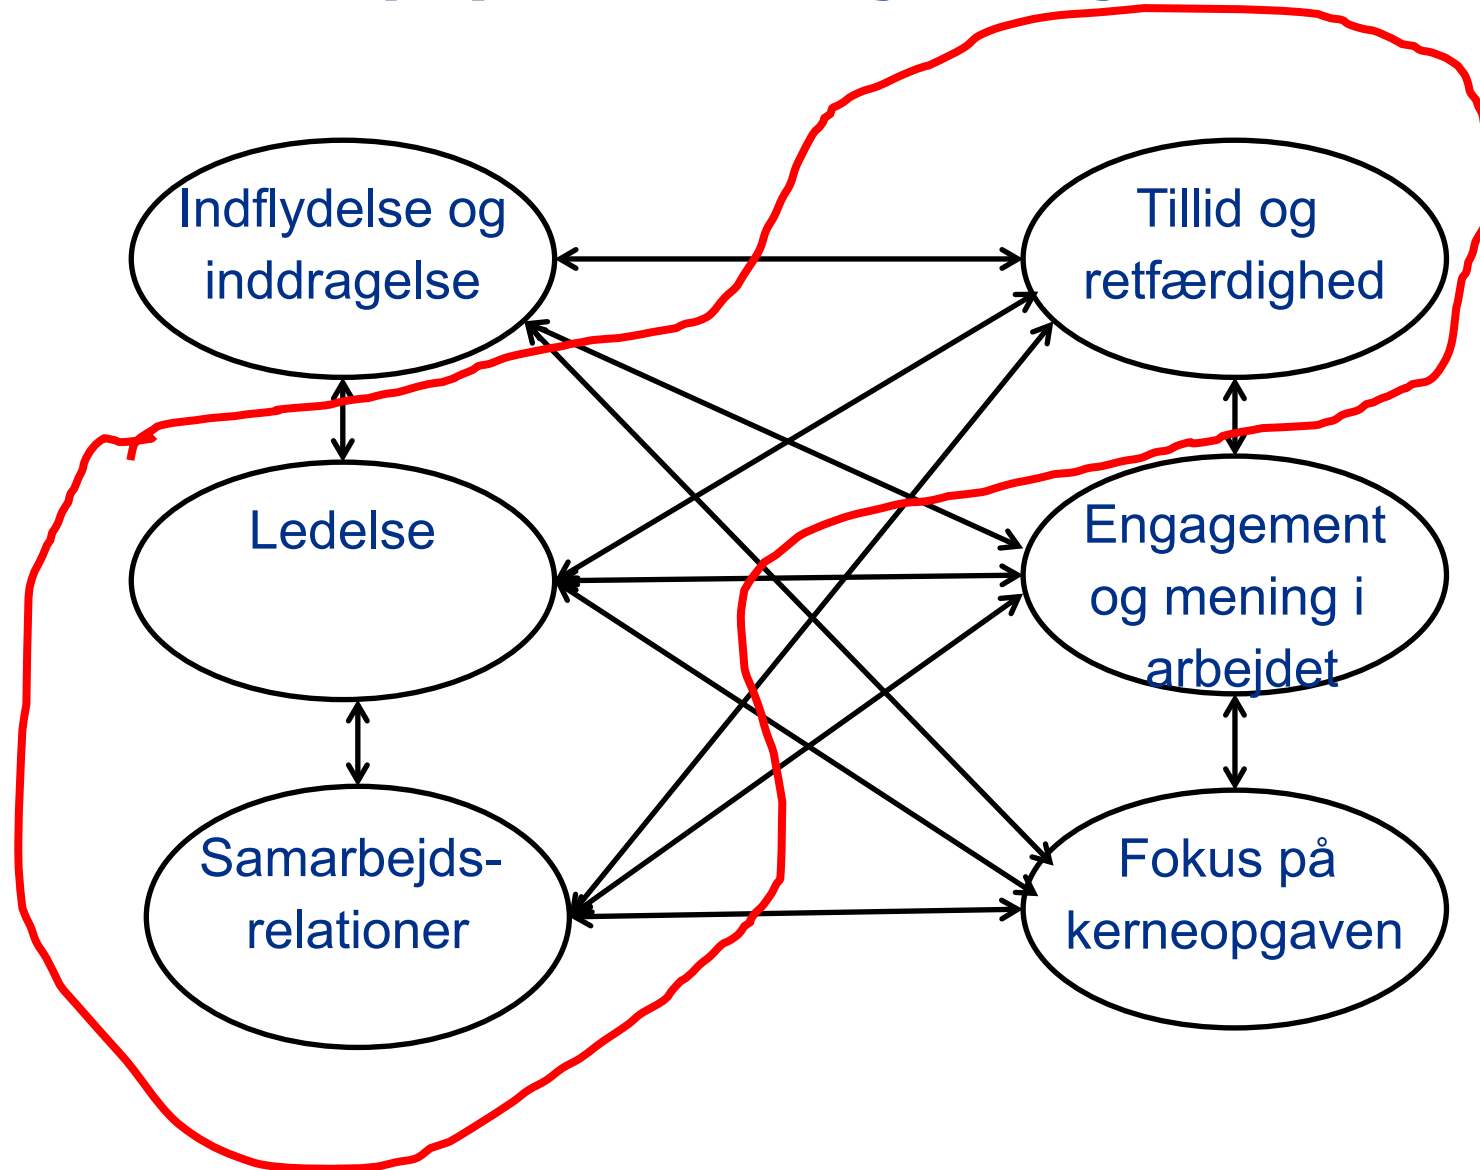 Indflydelse og
inddragelse
Tillid og
retfærdighed
Ledelse
Engagement
og mening i
arbejdet
Samarbejds-
relationer
Fokus på
kerneopgaven